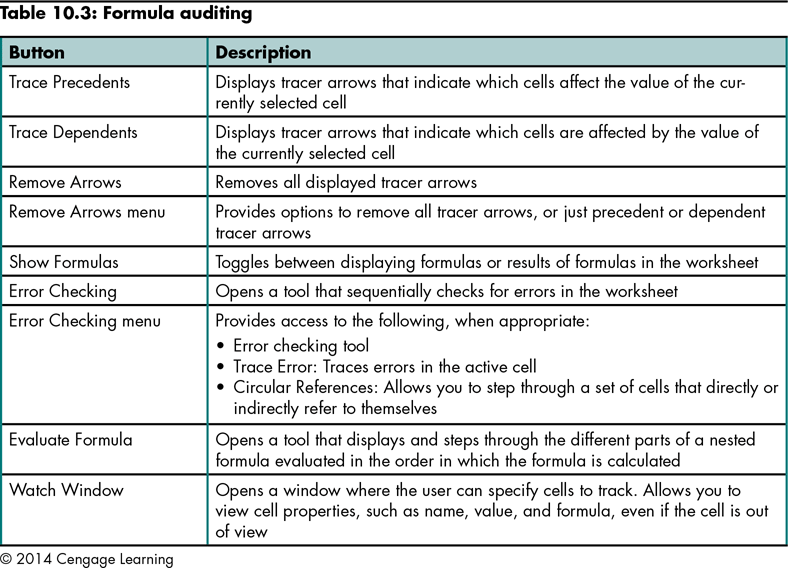 Table 10.3: Formula auditing
Button Description
Trace Precedents Displays tracer arrows that indicate which cells affect the value of the cur-
rently selected cell
Trace Dependents Displays tracer arrows that indicate which cells are affected by the value of
the currently selected cell
Remove Arrows Removes all displayed tracer arrows
Remove Arrows menu Provides options to remove all tracer arrows, or just precedent or dependent
tracer arrows
Show Formulas Toggles between displaying formulas or results of formulas in the worksheet
Error Checking Opens a tool that sequentially checks for errors in the worksheet
Error Checking menu Provides access to the following, when appropriate:
• Error checking tool
• Trace Error: Traces errors in the active cell
• Circular References: Allows you to step through a set of cells that directly or
indirectly refer to themselves
Evaluate Formula Opens a tool that displays and steps through the different parts of a nested
formula evaluated in the order in which the formula is calculated
Watch Window Opens a window where the user can specify cells to track. Allows you to
view cell properties, such as name, value, and formula, even if the cell is out
of view
© 2014 Cengage Learning